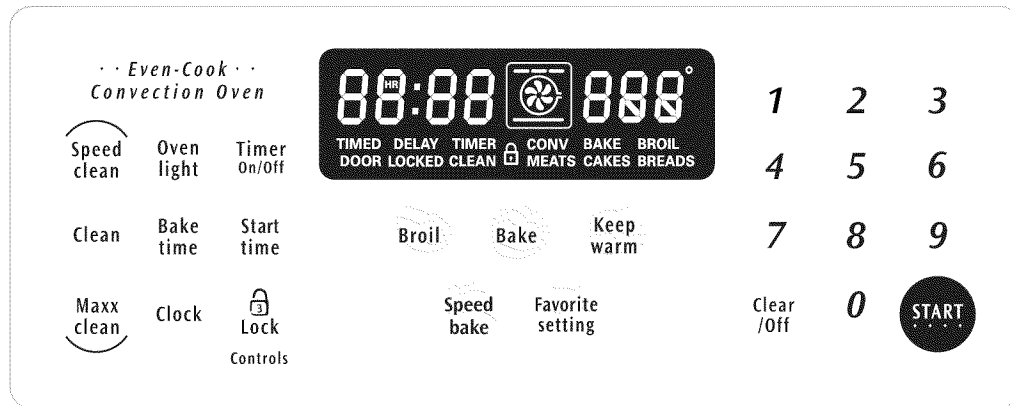 · · Even-Cook · ·
Convection Oven
Speed clean
Oven light
Timer On/Off
Clean
Bake time
Start time
Maxx clean
Clock
3
Lock
Controls
88:88 888°
HR
TIMED DELAY TIMER CONV BAKE BROIL
DOOR LOCKED CLEAN MEATS CAKES BREADS
Broil
Bake
Keep warm
Speed bake
Favorite setting
1 2 3
4 5 6
7 8 9
Clear /Off
0
START